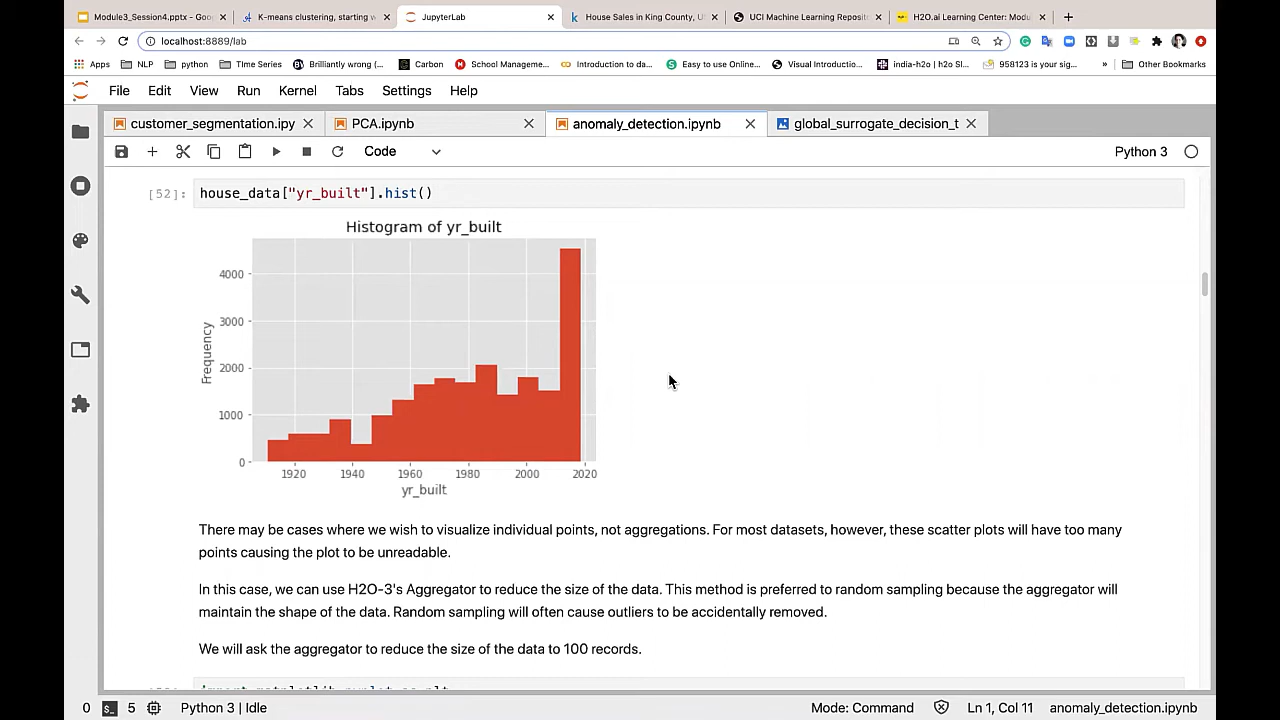 Module3_Session4.pptx - Goo
K-means clustering, starting w
JupyterLab
House Sales in King County, U
UCI Machine Learning Reposit
H2O.ai Learning Center: Modu
localhost:8889/lab
Apps
NLP
python
TIme Series
Brilliantly wrong (...
Carbon
School Manageme...
Introduction to da...
Easy to use Online...
Visual Introductio...
india-h2o | h2o Sl...
958123 is your sig...
»
Other Bookmarks
File Edit View Run Kernel Tabs Settings Help
customer_segmentation.ipy
PCA.ipynb
anomaly_detection.ipynb
global_surrogate_decision_t
Code
Python 3
[52]: house_data["yr_built"].hist()
Histogram of yr_built
4000
3000
2000
1000
0
Frequency
1920 1940 1960 1980 2000 2020
yr_built
There may be cases where we wish to visualize individual points, not aggregations. For most datasets, however, these scatter plots will have too many
points causing the plot to be unreadable.
In this case, we can use H2O-3's Aggregator to reduce the size of the data. This method is preferred to random sampling because the aggregator will
maintain the shape of the data. Random sampling will often cause outliers to be accidentally removed.
We will ask the aggregator to reduce the size of the data to 100 records.
0
5
Python 3 | Idle
Mode: Command
Ln 1, Col 11
anomaly_detection.ipynb